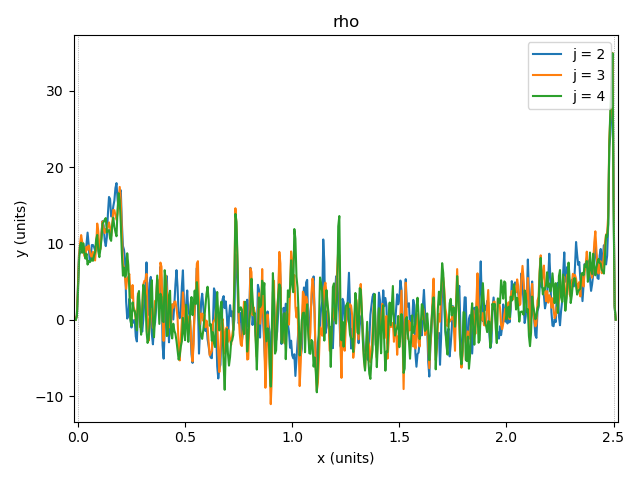 rho
j = 2
j = 3
j = 4
30
20
10
0
−10
y (units)
0.0 0.5 1.0 1.5 2.0 2.5
x (units)